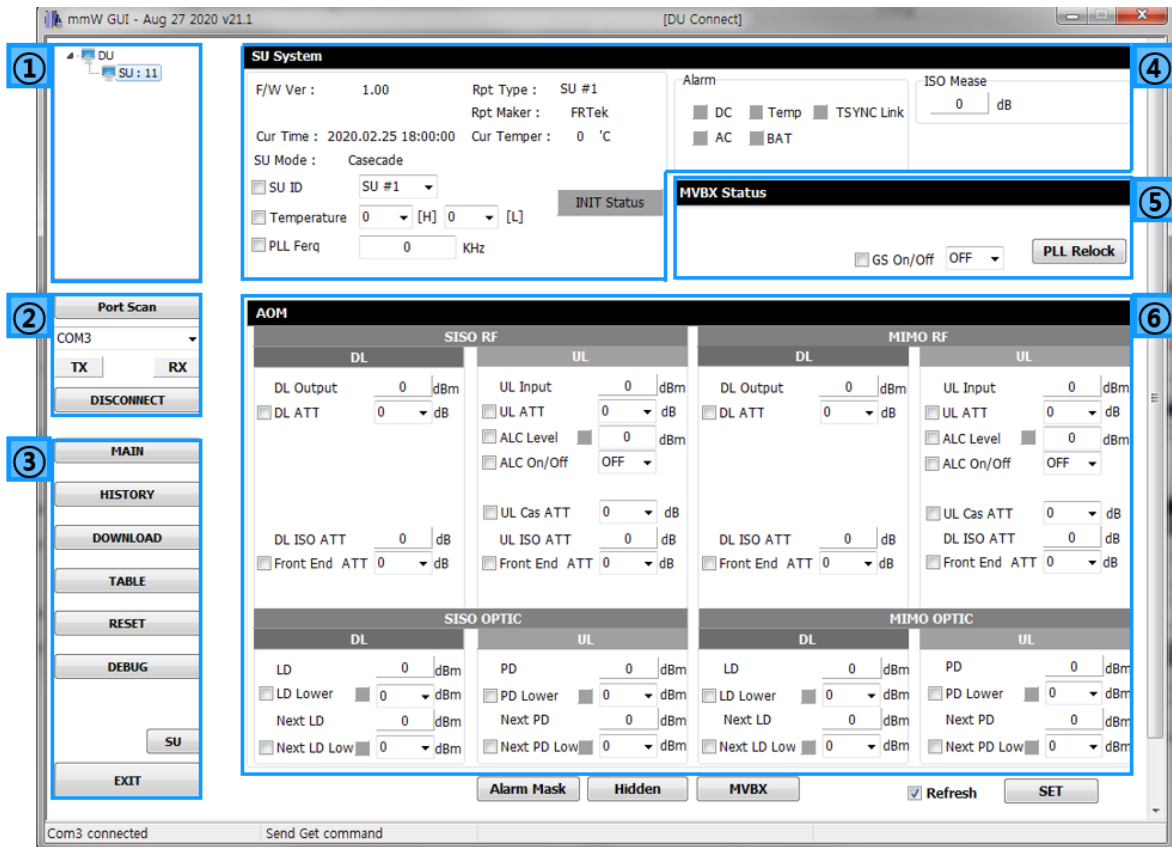 mmW GUI - Aug 27 2020 v21.1
[DU Connect]
①
DU
SU : 11
②
Port Scan
COM3
TX RX
DISCONNECT
③
MAIN
HISTORY
DOWNLOAD
TABLE
RESET
DEBUG
SU
EXIT
④
SU System
F/W Ver : 1.00 Rpt Type : SU #1
Rpt Maker : FRTek
Cur Time : 2020.02.25 18:00:00 Cur Temper : 0 'C
SU Mode : Casecade
SU ID SU #1
INIT Status
Temperature 0 [H] 0 [L]
PLL Ferq 0 KHz
Alarm
DC Temp TSYNC Link
AC BAT
ISO Mease
0 dB
⑤
MVBX Status
GS On/Off OFF PLL Relock
⑥
AOM
SISO RF
DL
DL Output 0 dBm
DL ATT 0 dB
DL ISO ATT 0 dB
Front End ATT 0 dB
UL
UL Input 0 dBm
UL ATT 0 dB
ALC Level 0 dBm
ALC On/Off OFF
UL Cas ATT 0 dB
UL ISO ATT 0 dB
Front End ATT 0 dB
MIMO RF
DL
DL Output 0 dBm
DL ATT 0 dB
DL ISO ATT 0 dB
Front End ATT 0 dB
UL
UL Input 0 dBm
UL ATT 0 dB
ALC Level 0 dBm
ALC On/Off OFF
UL Cas ATT 0 dB
DL ISO ATT 0 dB
Front End ATT 0 dB
SISO OPTIC
DL
LD 0 dBm
LD Lower 0 dBm
Next LD 0 dBm
Next LD Low 0 dBm
UL
PD 0 dBm
PD Lower 0 dBm
Next PD 0 dBm
Next PD Low 0 dBm
MIMO OPTIC
DL
LD 0 dBm
LD Lower 0 dBm
Next LD 0 dBm
Next LD Low 0 dBm
UL
PD 0 dBm
PD Lower 0 dBm
Next PD 0 dBm
Next PD Low 0 dBm
Alarm Mask Hidden MVBX Refresh SET
Com3 connected Send Get command